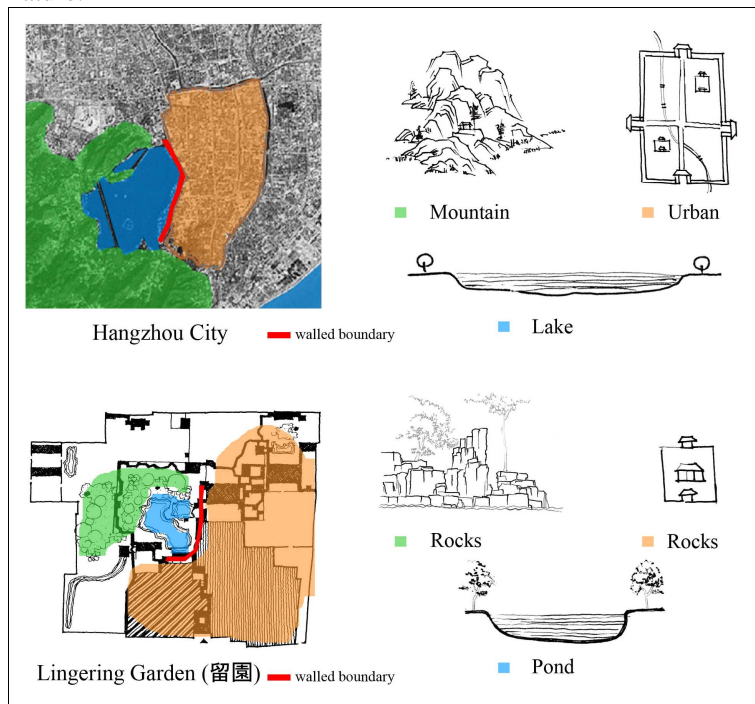 Mountain
Urban
Lake
Hangzhou City
walled boundary
Rocks
Rocks
Pond
Lingering Garden (留園)
walled boundary